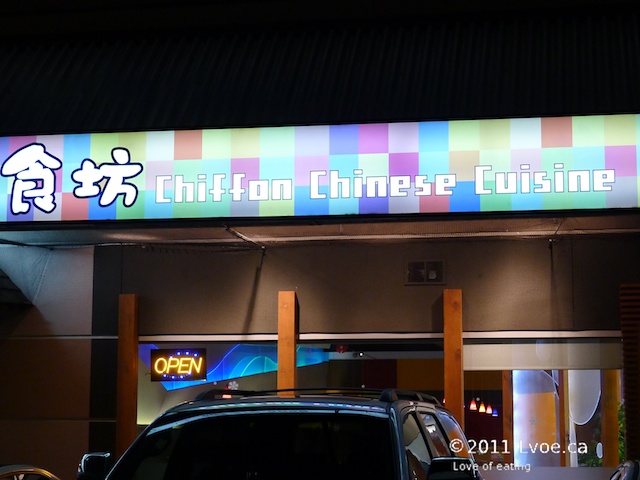 食坊 Chiffon Chinese Cuisine
OPEN
© 2011 Lvoe.ca
Love of eating